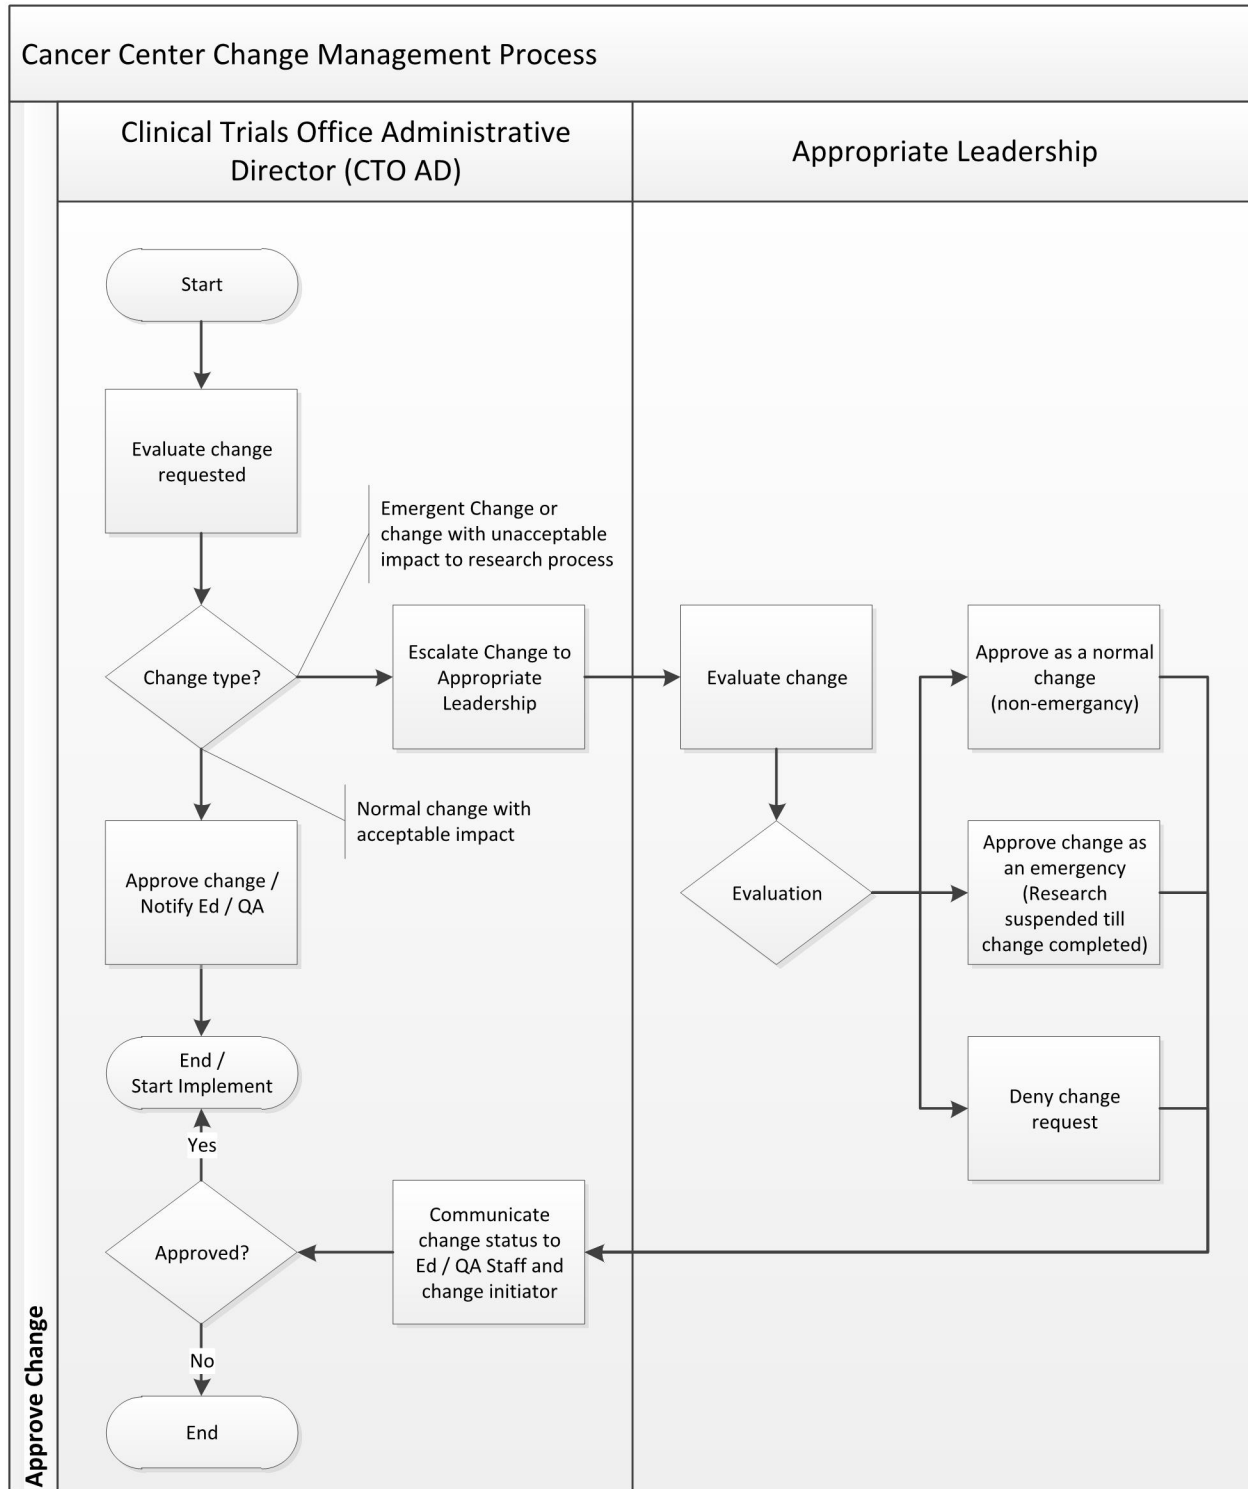 Cancer Center Change Management Process
Clinical Trials Office Administrative
Director (CTO AD)
Appropriate Leadership
Start
Evaluate change
requested
Emergent Change or
change with unacceptable
impact to research process
Change type?
Escalate Change to
Appropriate
Leadership
Evaluate change
Approve as a normal
change
(non-emergancy)
Normal change with
acceptable impact
Approve change /
Notify Ed / QA
Evaluation
Approve change as
an emergency
(Research
suspended till
change completed)
End /
Start Implement
Deny change
request
Yes
Approved?
Communicate
change status to
Ed / QA Staff and
change initiator
No
End
Approve Change